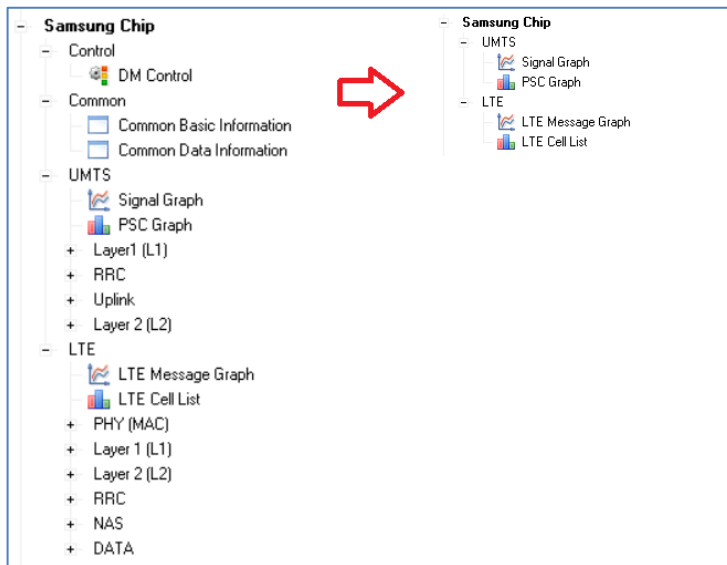 Samsung Chip
Control
DM Control
Common
Common Basic Information
Common Data Information
UMTS
Signal Graph
PSC Graph
Layer1 (L1)
RRC
Uplink
Layer 2 (L2)
LTE
LTE Message Graph
LTE Cell List
PHY (MAC)
Layer 1 (L1)
Layer 2 (L2)
RRC
NAS
DATA
Samsung Chip
UMTS
Signal Graph
PSC Graph
LTE
LTE Message Graph
LTE Cell List